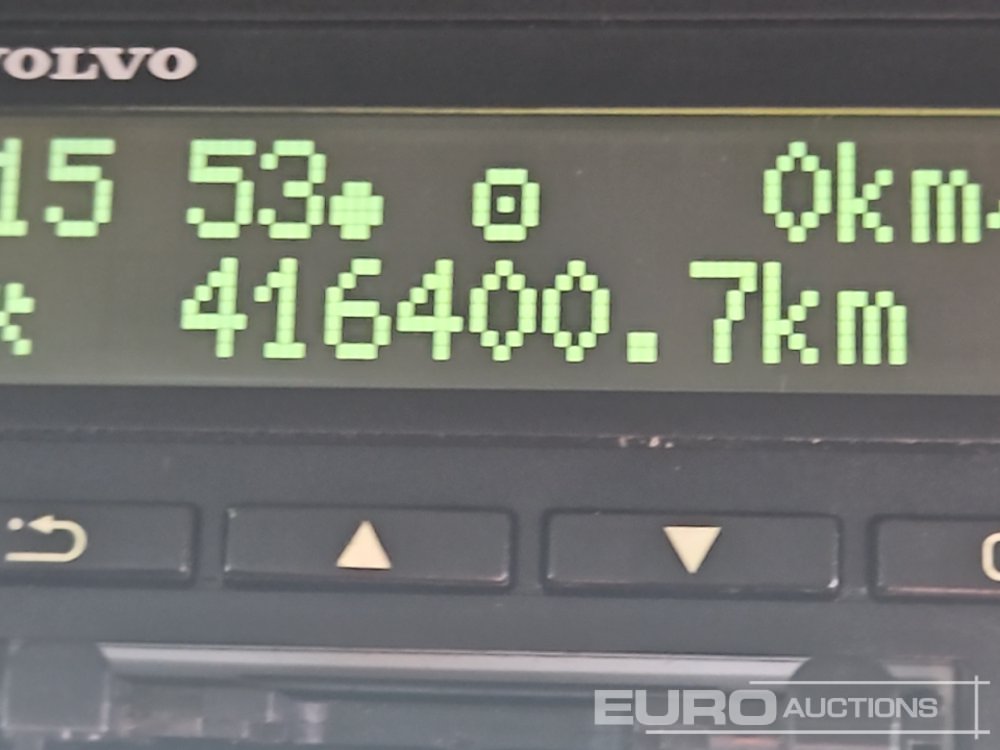 VOLVO
15 53 0km
416400.7km
EURO AUCTIONS